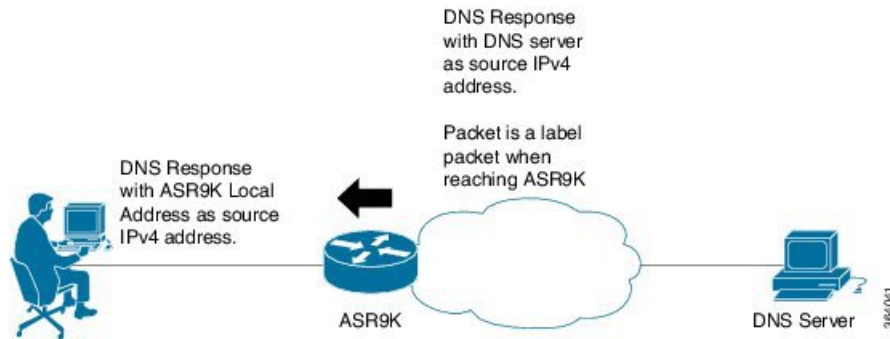 DNS Response
with DNS server
as source IPv4
address.
Packet is a label
packet when
reaching ASR9K
DNS Response
with ASR9K Local
Address as source
IPv4 address.
ASR9K
DNS Server
364061